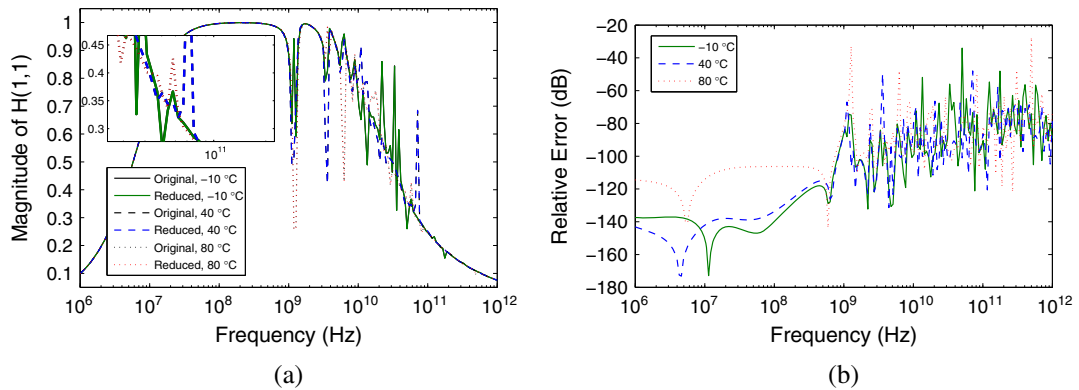 Magnitude of H(1,1)
1
0.9
0.8
0.7
0.6
0.5
0.4
0.3
0.2
0.1
0.45
0.4
0.35
0.3
10^11
Original, −10 °C
Reduced, −10 °C
Original, 40 °C
Reduced, 40 °C
Original, 80 °C
Reduced, 80 °C
10^6 10^7 10^8 10^9 10^10 10^11 10^12
Frequency (Hz)
(a)
Relative Error (dB)
−20
−40
−60
−80
−100
−120
−140
−160
−180
−10 °C
40 °C
80 °C
10^6 10^7 10^8 10^9 10^10 10^11 10^12
Frequency (Hz)
(b)